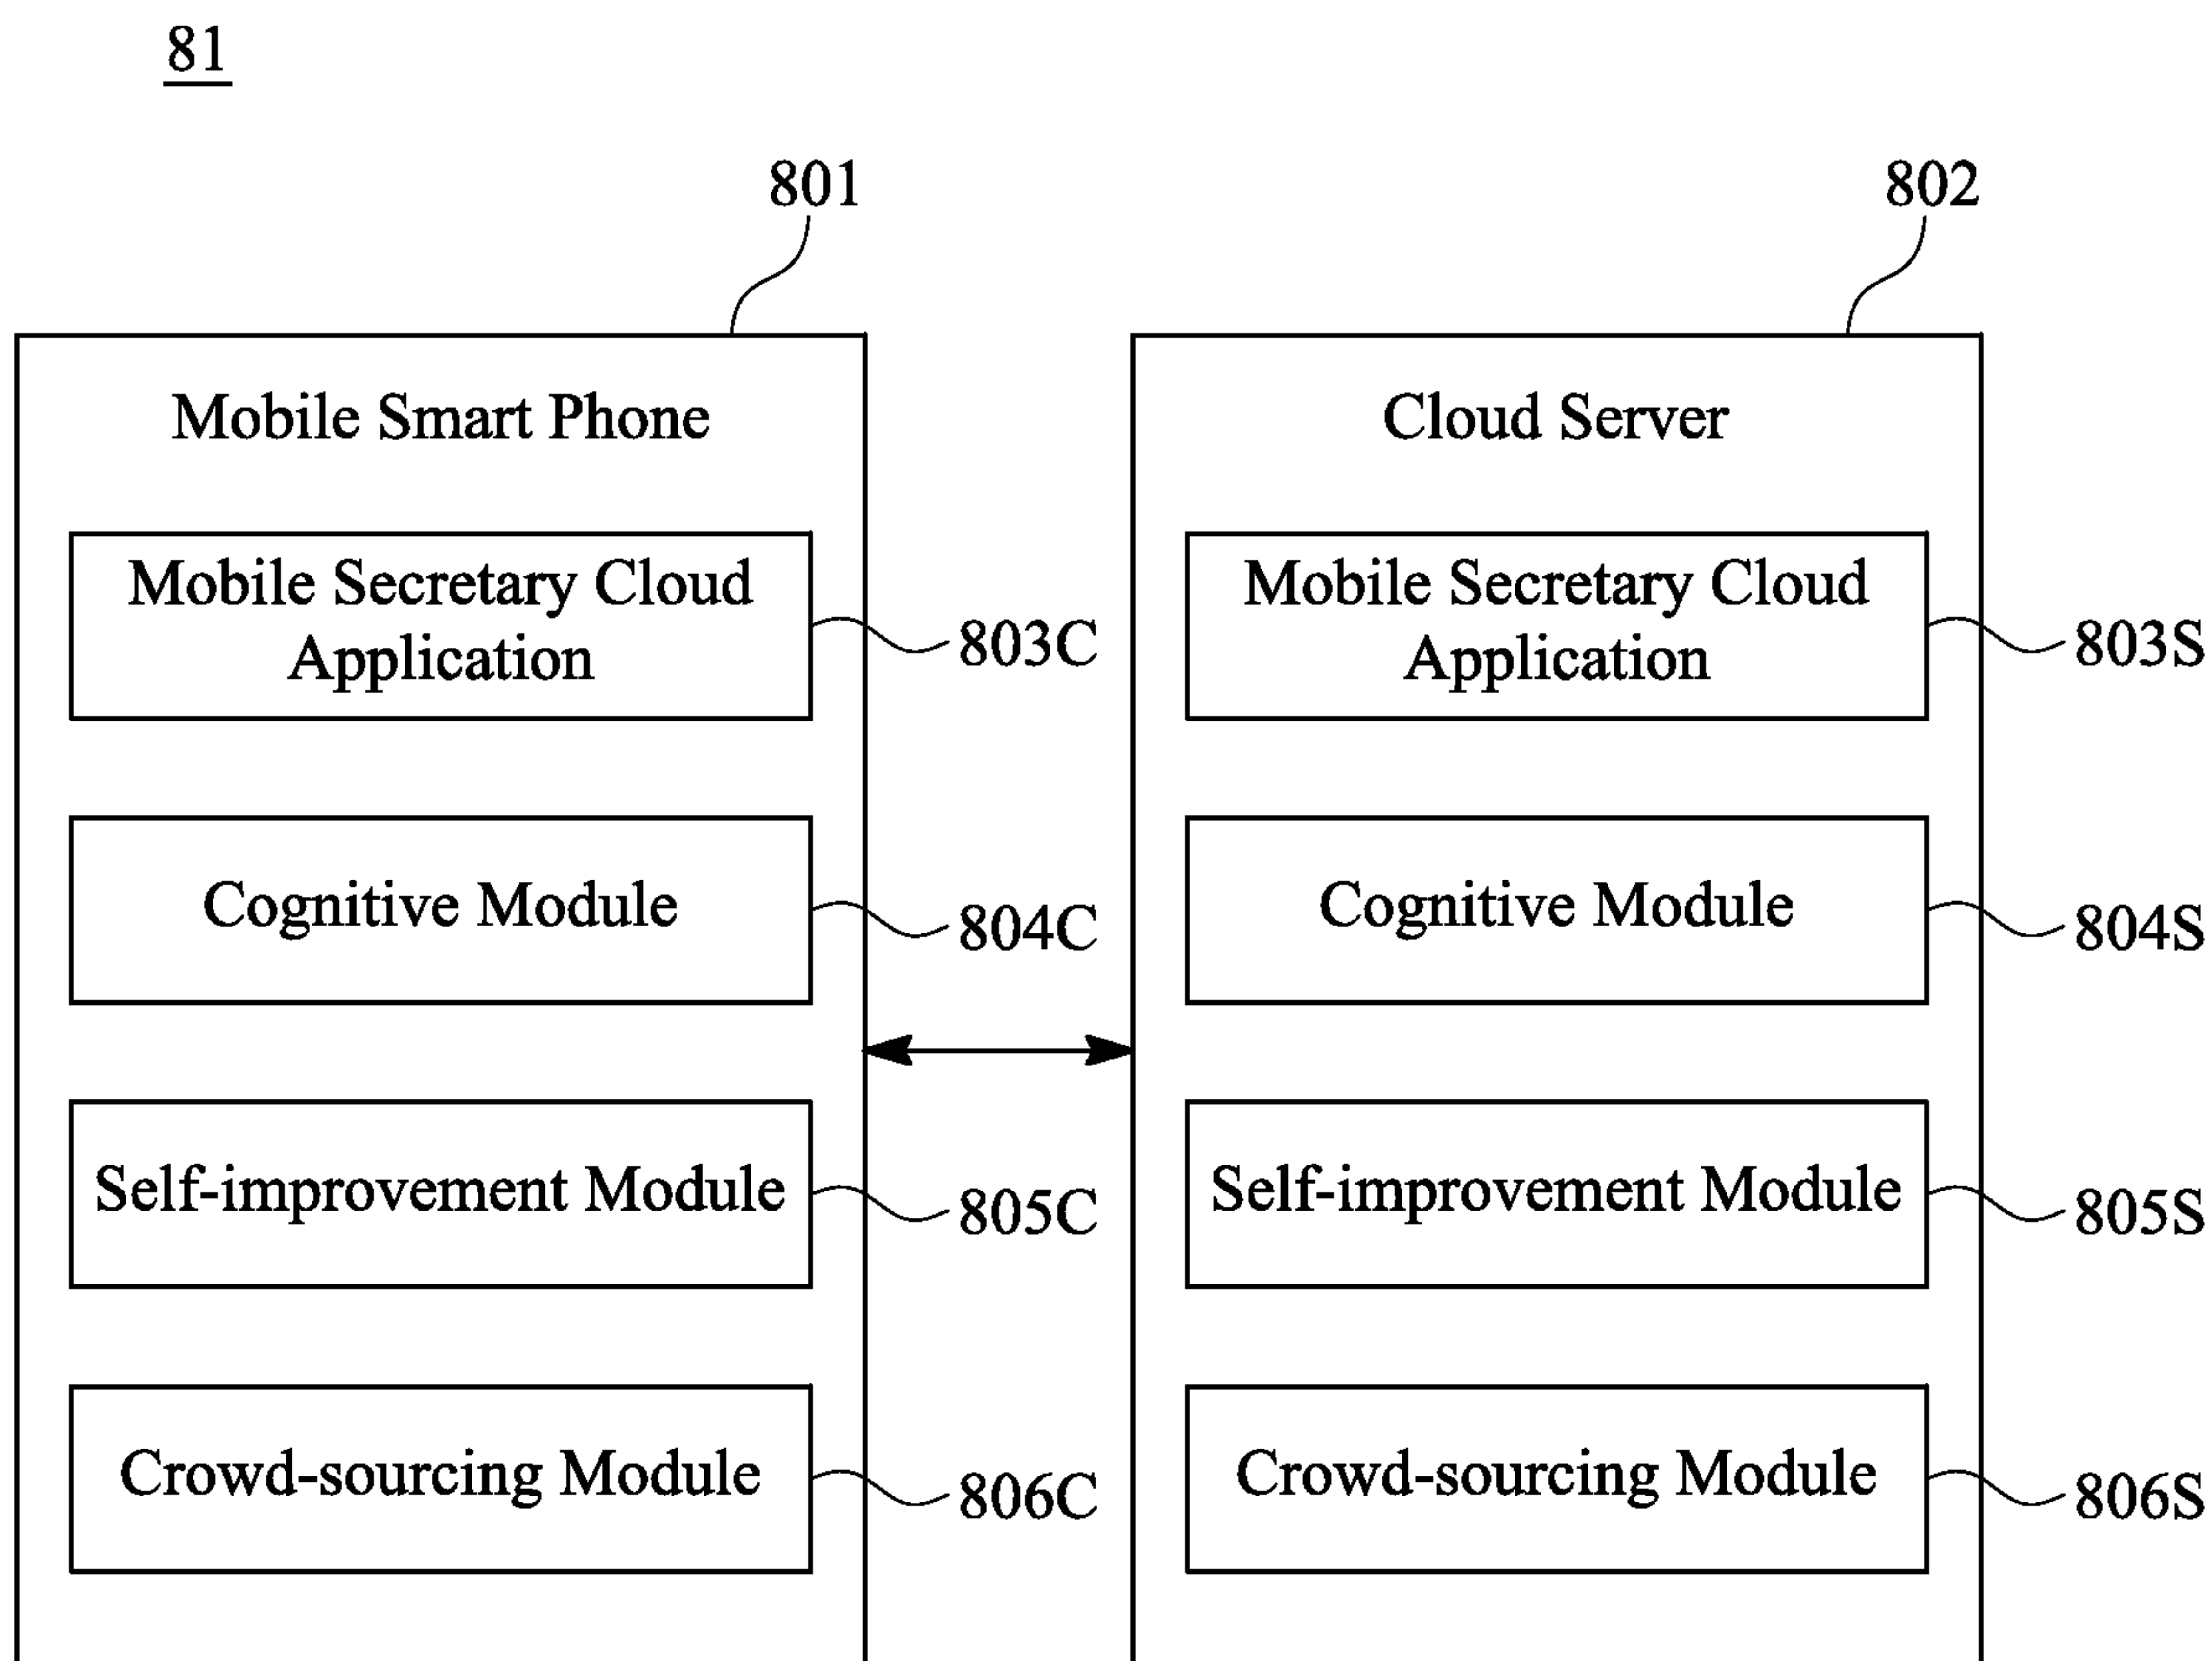 81
801
802
Mobile Smart Phone
Cloud Server
Mobile Secretary Cloud
Application
803C
Mobile Secretary Cloud
Application
803S
Cognitive Module
804C
Cognitive Module
804S
Self-improvement Module
805C
Self-improvement Module
805S
Crowd-sourcing Module
806C
Crowd-sourcing Module
806S